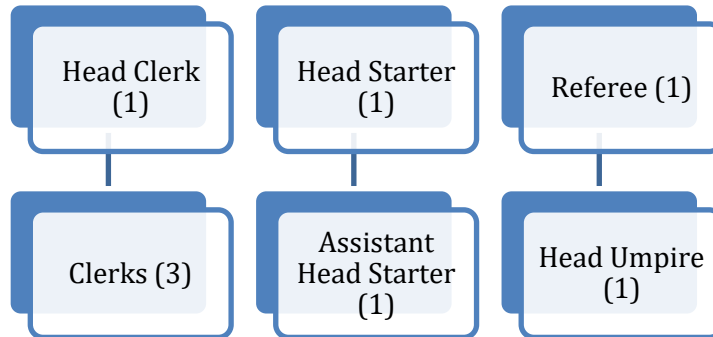 Head Clerk
(1)
Head Starter
(1)
Referee (1)
Clerks (3)
Assistant
Head Starter
(1)
Head Umpire
(1)